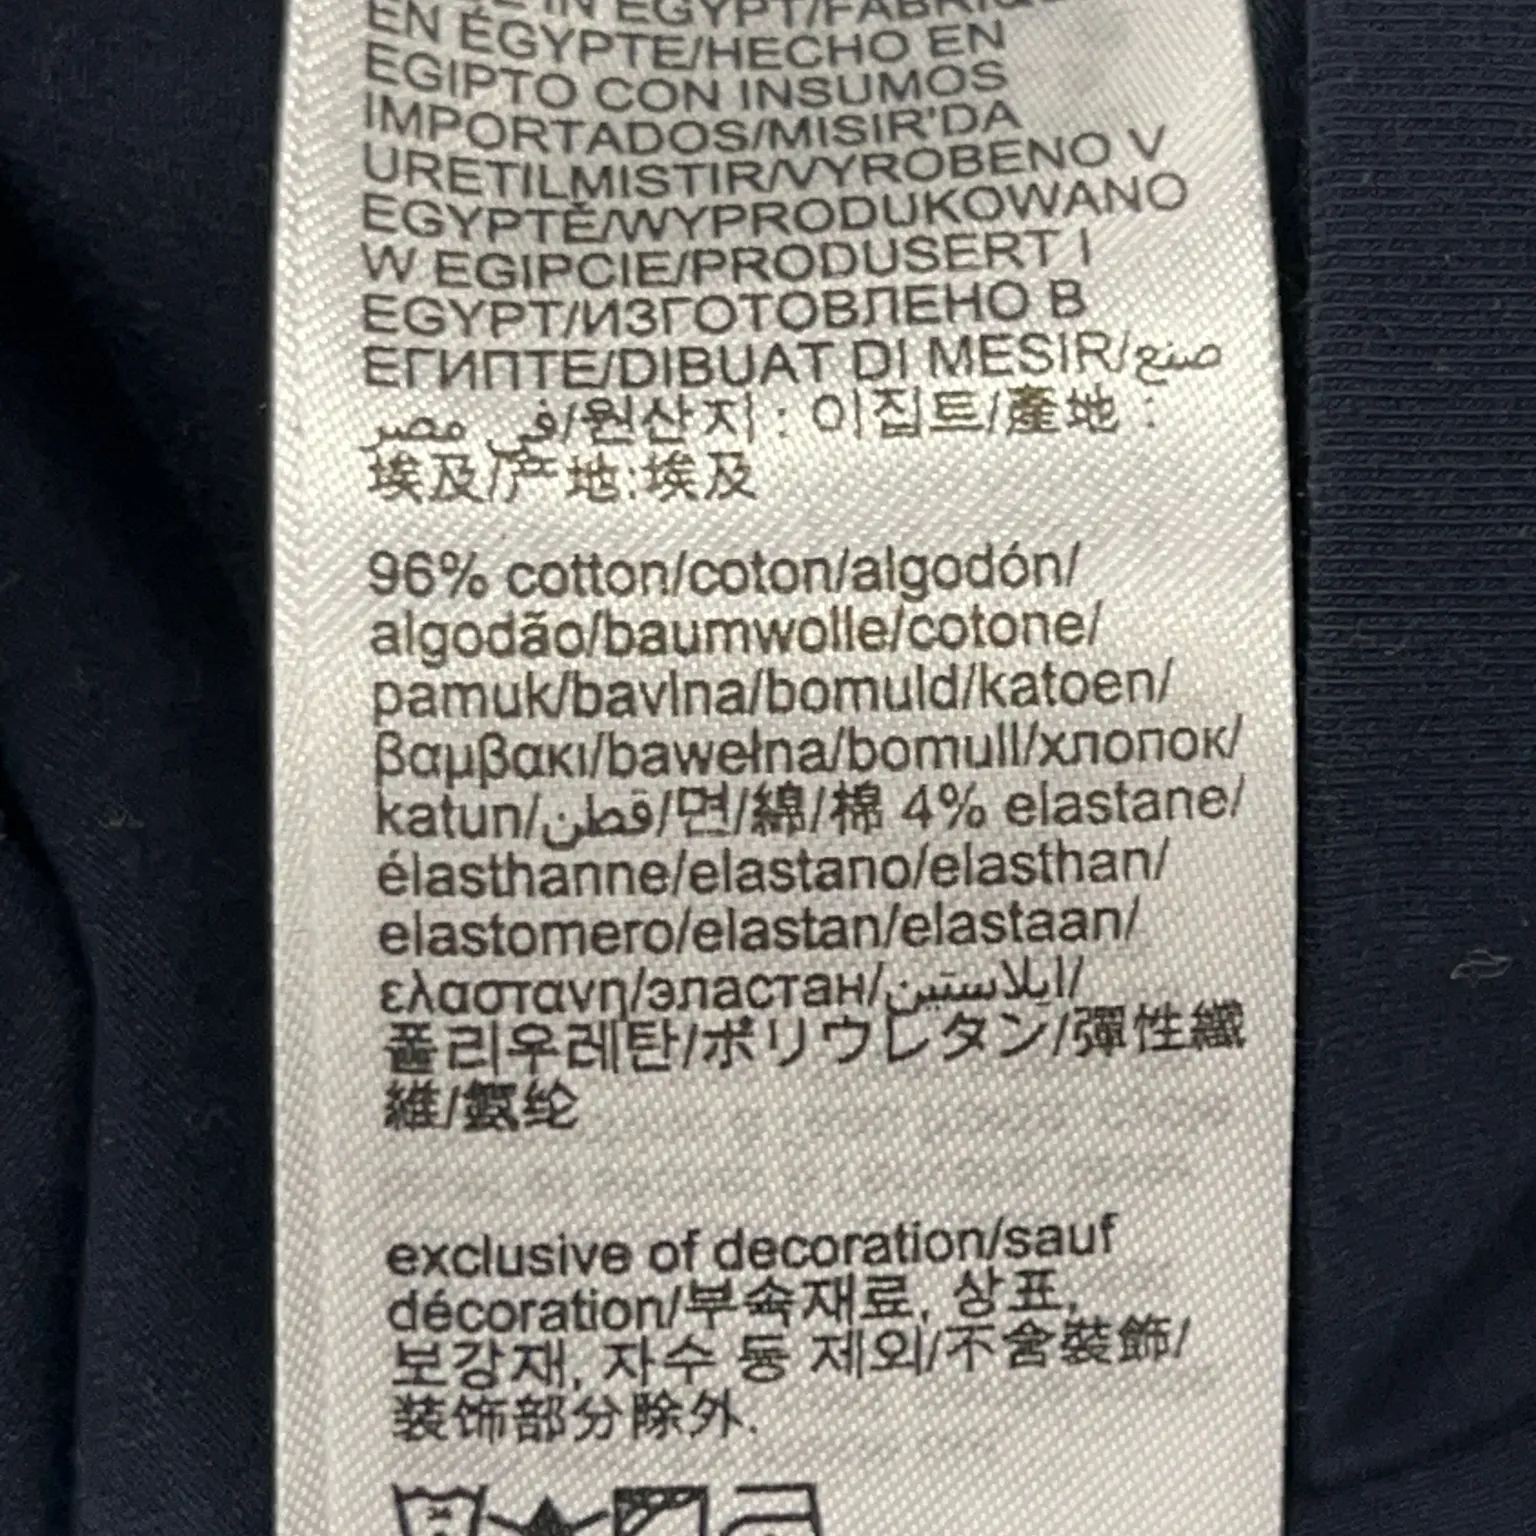 IN EGYPT/FABRIQUÉ
EN ÉGYPTE/HECHO EN
EGIPTO CON INSUMOS
IMPORTADOS/MISIR'DA
URETILMISTIR/VYROBENO V
EGYPTĚ/WYPRODUKOWANO
W EGIPCIE/PRODUSERT I
EGYPT/ИЗГОТОВЛЕНО В
ЕГИПТЕ/DIBUAT DI MESIR/صنع
في مصر/원산지 : 이집트/產地 :
埃及/产地:埃及
96% cotton/coton/algodón/
algodão/baumwolle/cotone/
pamuk/bavlna/bomuld/katoen/
βαμβακι/bawełna/bomull/хлопок/
katun/قطن/면/綿/棉 4% elastane/
élasthanne/elastano/elasthan/
elastomero/elastan/elastaan/
ελαστανη/эластан/ايلاستين/
폴리우레탄/ポリウレタン/彈性纖
維/氨纶
exclusive of decoration/sauf
décoration/부속재료, 상표,
보강재, 자수 등 제외/不含裝飾/
装饰部分除外.